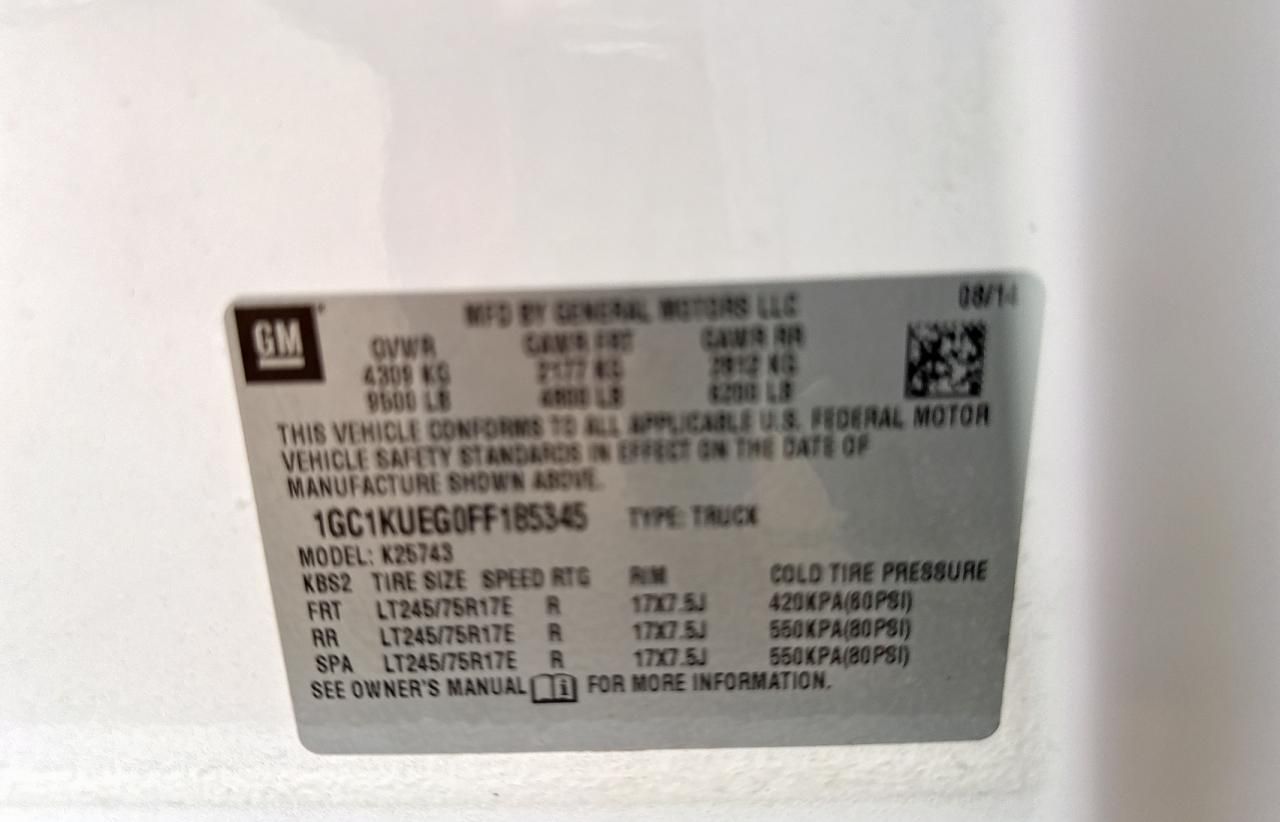 GM
MFD BY GENERAL MOTORS LLC 08/14
GVWR GAWR FRT GAWR RR
4309 KG 2177 KG 2812 KG
9500 LB 4800 LB 6200 LB
THIS VEHICLE CONFORMS TO ALL APPLICABLE U.S. FEDERAL MOTOR
VEHICLE SAFETY STANDARDS IN EFFECT ON THE DATE OF
MANUFACTURE SHOWN ABOVE.
1GC1KUEG0FF185345 TYPE: TRUCK
MODEL: K25743
KBS2 TIRE SIZE SPEED RTG RIM COLD TIRE PRESSURE
FRT LT245/75R17E R 17X7.5J 420KPA(60PSI)
RR LT245/75R17E R 17X7.5J 550KPA(80PSI)
SPA LT245/75R17E R 17X7.5J 550KPA(80PSI)
SEE OWNER'S MANUAL i FOR MORE INFORMATION.